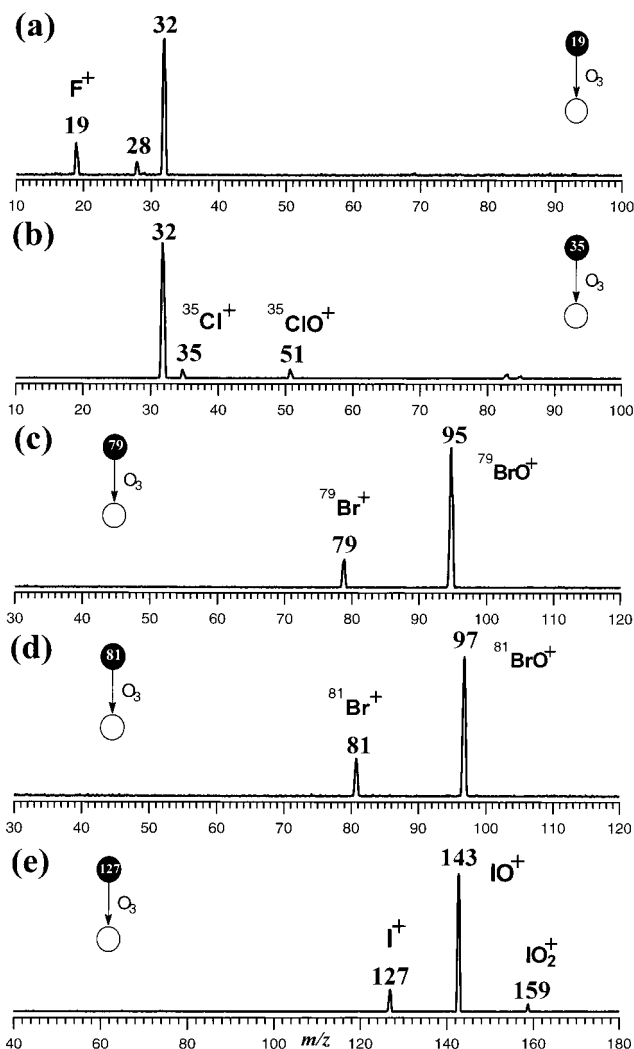 (a)
32
19
O₃
F⁺
19
28
10 20 30 40 50 60 70 80 90 100
(b)
32
35
O₃
³⁵Cl⁺
³⁵ClO⁺
35
51
10 20 30 40 50 60 70 80 90 100
(c)
95
79
O₃
⁷⁹BrO⁺
⁷⁹Br⁺
79
30 40 50 60 70 80 90 100 110 120
(d)
97
81
O₃
⁸¹BrO⁺
⁸¹Br⁺
81
30 40 50 60 70 80 90 100 110 120
(e)
143
127
O₃
IO⁺
I⁺
IO₂⁺
127
159
40 60 80 100 120 140 160 180
m/z